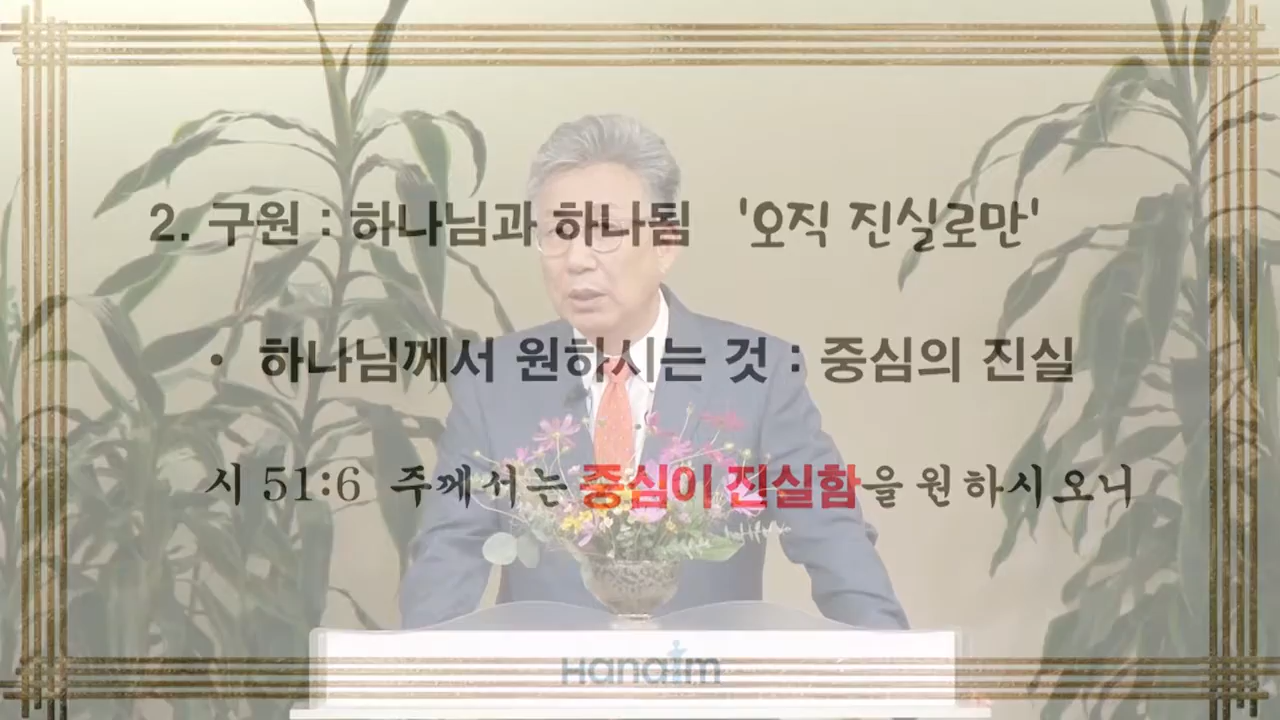 2. 구원 : 하나님과 하나됨 '오직 진실로만'
• 하나님께서 원하시는 것 : 중심의 진실
시 51:6 주께서는 중심이 진실함을 원하시오니
Hanaim